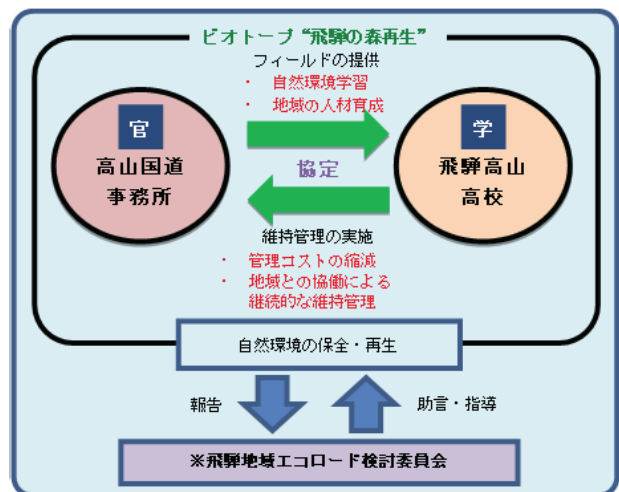 ビオトープ“飛騨の森再生”
フィールドの提供
・ 自然環境学習
・ 地域の人材育成
官
高山国道
事務所
学
飛騨高山
高校
協定
維持管理の実施
・ 管理コストの縮減
・ 地域との協働による
継続的な維持管理
自然環境の保全・再生
報告
助言・指導
※飛騨地域エコロード検討委員会